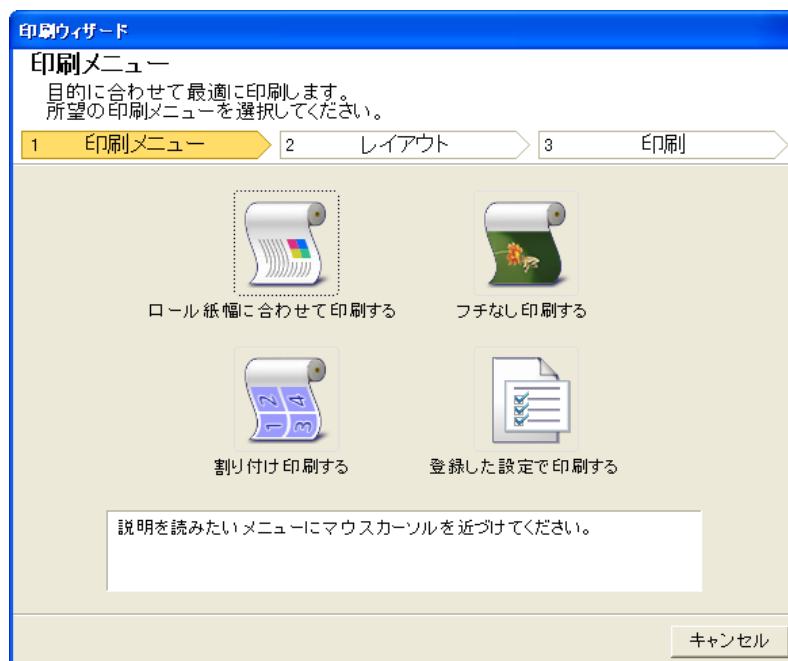 印刷ウィザード
印刷メニュー
目的に合わせて最適に印刷します。
所望の印刷メニューを選択してください。
1 印刷メニュー 2 レイアウト 3 印刷
ロール紙幅に合わせて印刷する フチなし印刷する
1 2 3 4
割り付け印刷する 登録した設定で印刷する
説明を読みたいメニューにマウスカーソルを近づけてください。
キャンセル